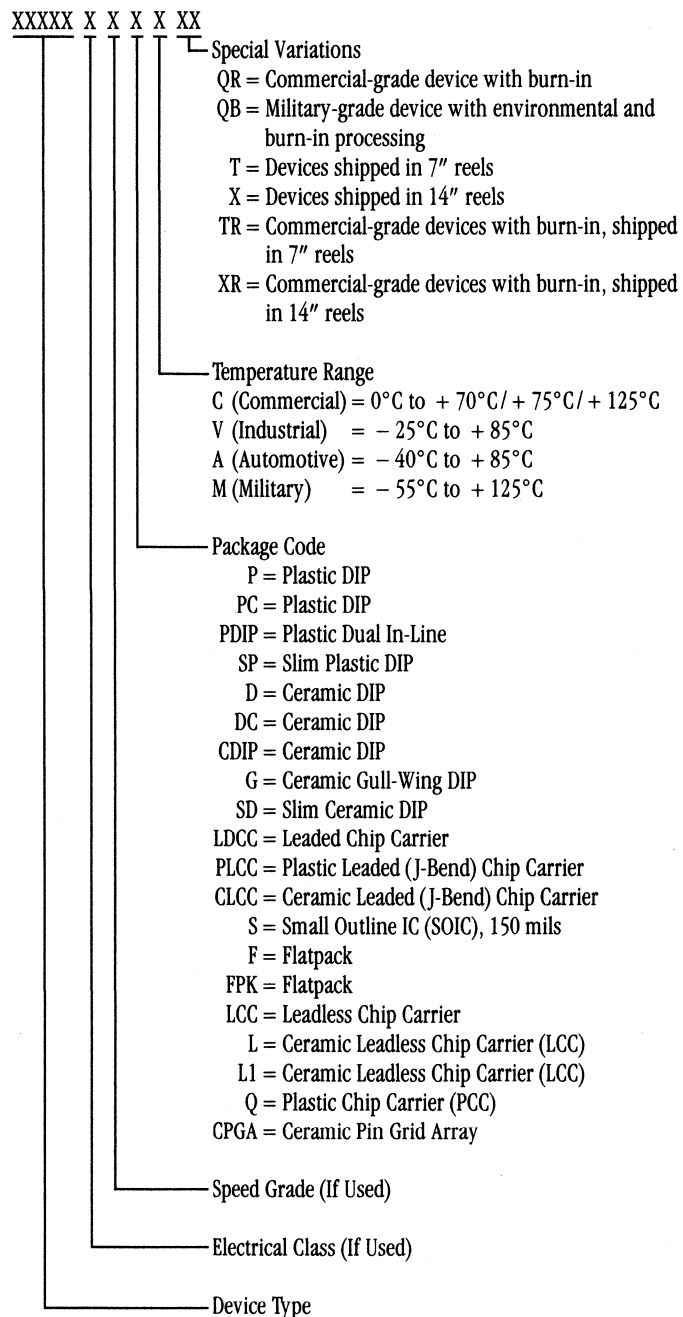 XXXXX X X X X XX
Special Variations
QR = Commercial-grade device with burn-in
QB = Military-grade device with environmental and
burn-in processing
T = Devices shipped in 7″ reels
X = Devices shipped in 14″ reels
TR = Commercial-grade devices with burn-in, shipped
in 7″ reels
XR = Commercial-grade devices with burn-in, shipped
in 14″ reels
Temperature Range
C (Commercial) = 0°C to + 70°C/ + 75°C/ + 125°C
V (Industrial) = − 25°C to + 85°C
A (Automotive) = − 40°C to + 85°C
M (Military) = − 55°C to + 125°C
Package Code
P = Plastic DIP
PC = Plastic DIP
PDIP = Plastic Dual In-Line
SP = Slim Plastic DIP
D = Ceramic DIP
DC = Ceramic DIP
CDIP = Ceramic DIP
G = Ceramic Gull-Wing DIP
SD = Slim Ceramic DIP
LDCC = Leaded Chip Carrier
PLCC = Plastic Leaded (J-Bend) Chip Carrier
CLCC = Ceramic Leaded (J-Bend) Chip Carrier
S = Small Outline IC (SOIC), 150 mils
F = Flatpack
FPK = Flatpack
LCC = Leadless Chip Carrier
L = Ceramic Leadless Chip Carrier (LCC)
L1 = Ceramic Leadless Chip Carrier (LCC)
Q = Plastic Chip Carrier (PCC)
CPGA = Ceramic Pin Grid Array
Speed Grade (If Used)
Electrical Class (If Used)
Device Type